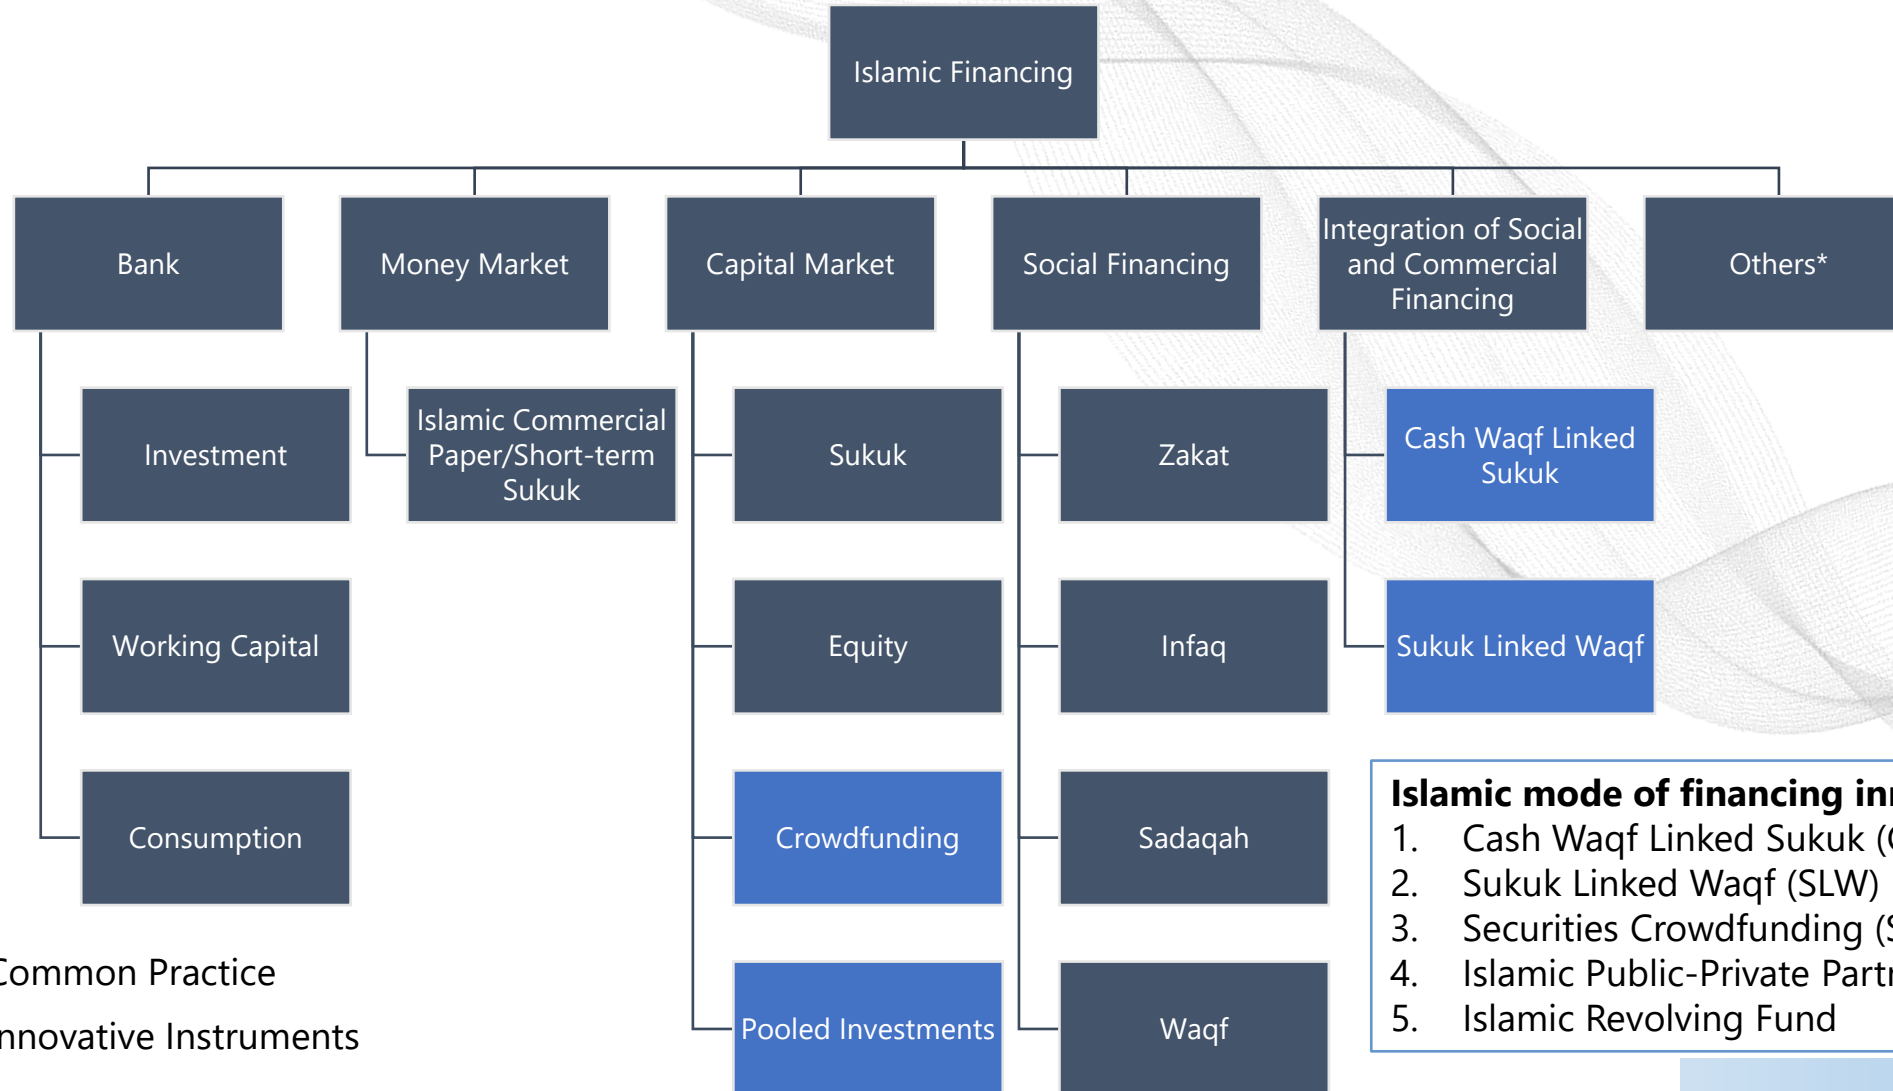 Islamic Financing
Bank
Money Market
Capital Market
Social Financing
Integration of Social
and Commercial
Financing
Others*
Investment
Islamic Commercial
Paper/Short-term
Sukuk
Sukuk
Zakat
Cash Waqf Linked
Sukuk
Working Capital
Equity
Infaq
Sukuk Linked Waqf
Consumption
Crowdfunding
Sadaqah
Pooled Investments
Waqf
Common Practice
Innovative Instruments
Islamic mode of financing
1. Cash Waqf Linked Sukuk
2. Sukuk Linked Waqf (SLW)
3. Securities Crowdfunding
4. Islamic Public-Private
5. Islamic Revolving Fund